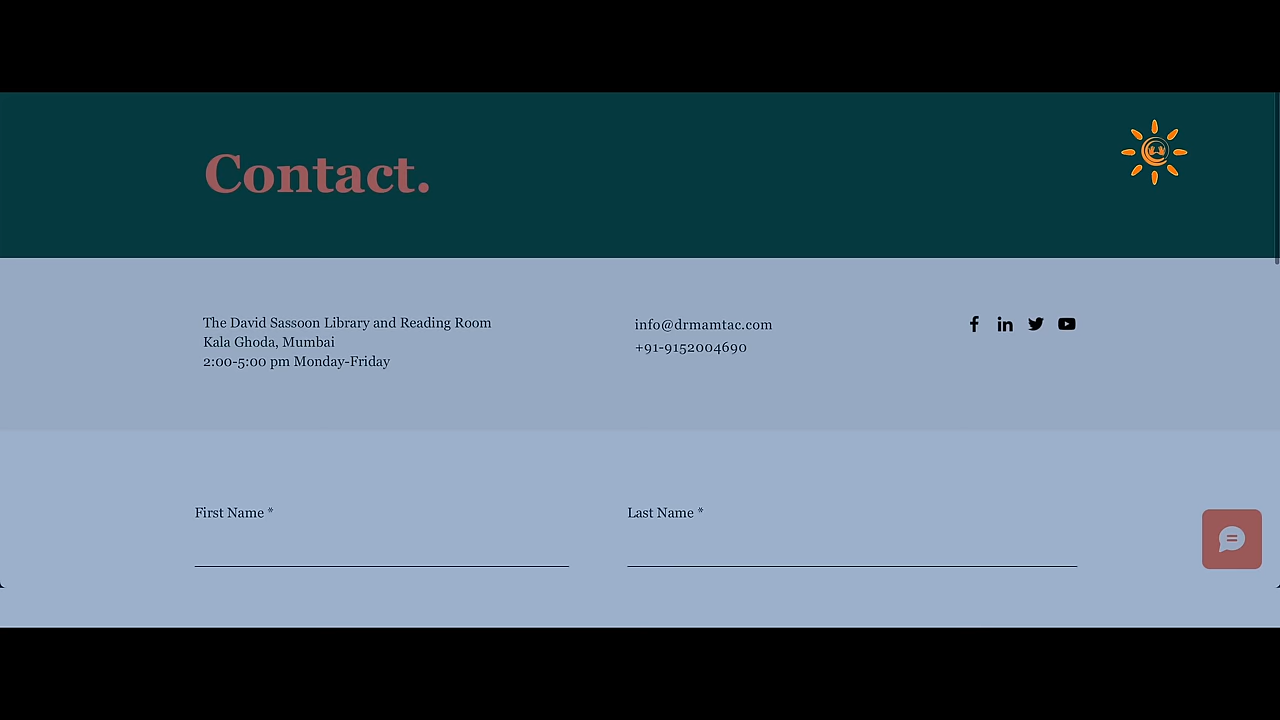 Contact.
The David Sassoon Library and Reading Room
Kala Ghoda, Mumbai
2:00-5:00 pm Monday-Friday
info@drmamtac.com
+91-9152004690
First Name *
Last Name *